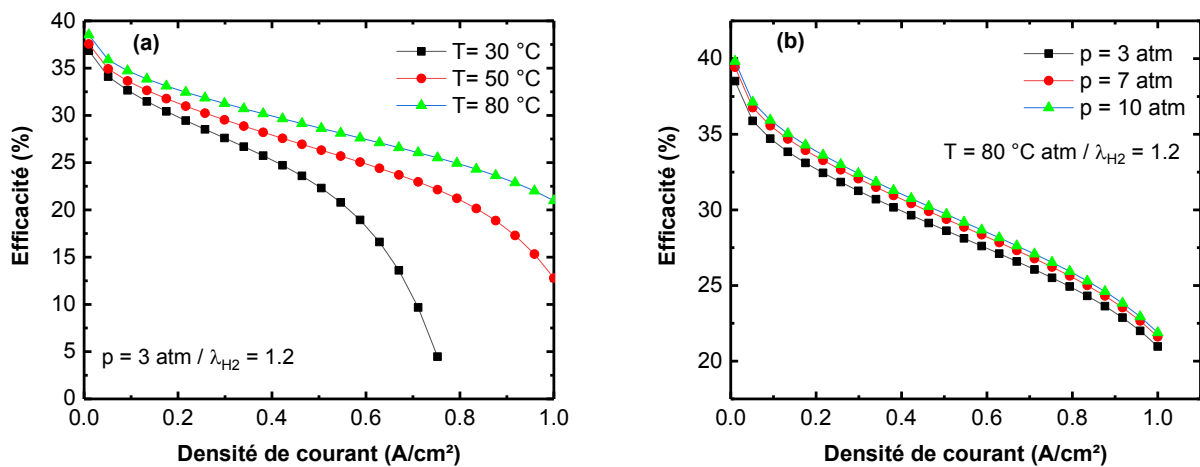 (a)
T= 30 °C
T= 50 °C
T= 80 °C
40
35
30
25
20
15
10
5
0
Efficacité (%)
p = 3 atm / λH2 = 1.2
0.0 0.2 0.4 0.6 0.8 1.0
Densité de courant (A/cm²)
(b)
p = 3 atm
p = 7 atm
p = 10 atm
T = 80 °C atm / λH2 = 1.2
40
35
30
25
20
Efficacité (%)
0.0 0.2 0.4 0.6 0.8 1.0
Densité de courant (A/cm²)